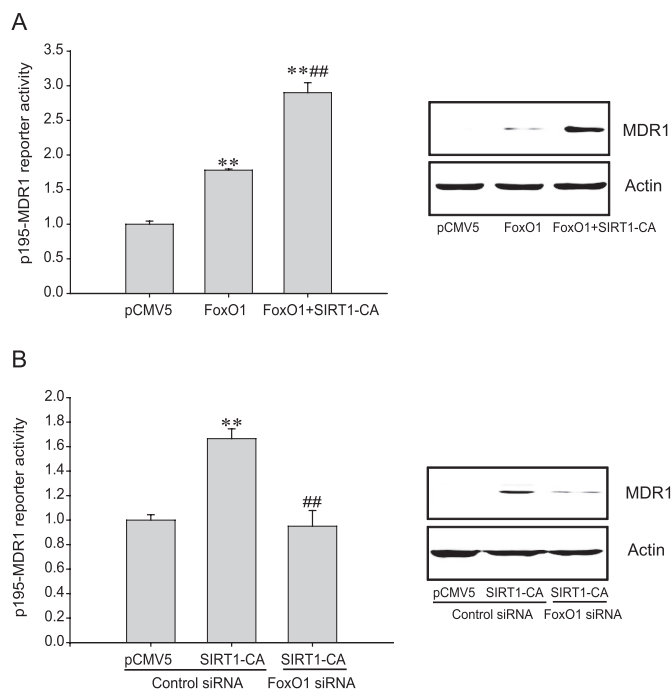 A
p195-MDR1 reporter activity
3.5
3.0
2.5
2.0
1.5
1.0
0.5
0.0
**
**##
pCMV5 FoxO1 FoxO1+SIRT1-CA
MDR1
Actin
pCMV5 FoxO1 FoxO1+SIRT1-CA
B
p195-MDR1 reporter activity
2.0
1.8
1.6
1.4
1.2
1.0
0.8
0.6
0.4
0.2
0.0
**
##
pCMV5 SIRT1-CA SIRT1-CA
Control siRNA FoxO1 siRNA
MDR1
Actin
pCMV5 SIRT1-CA SIRT1-CA
Control siRNA FoxO1 siRNA